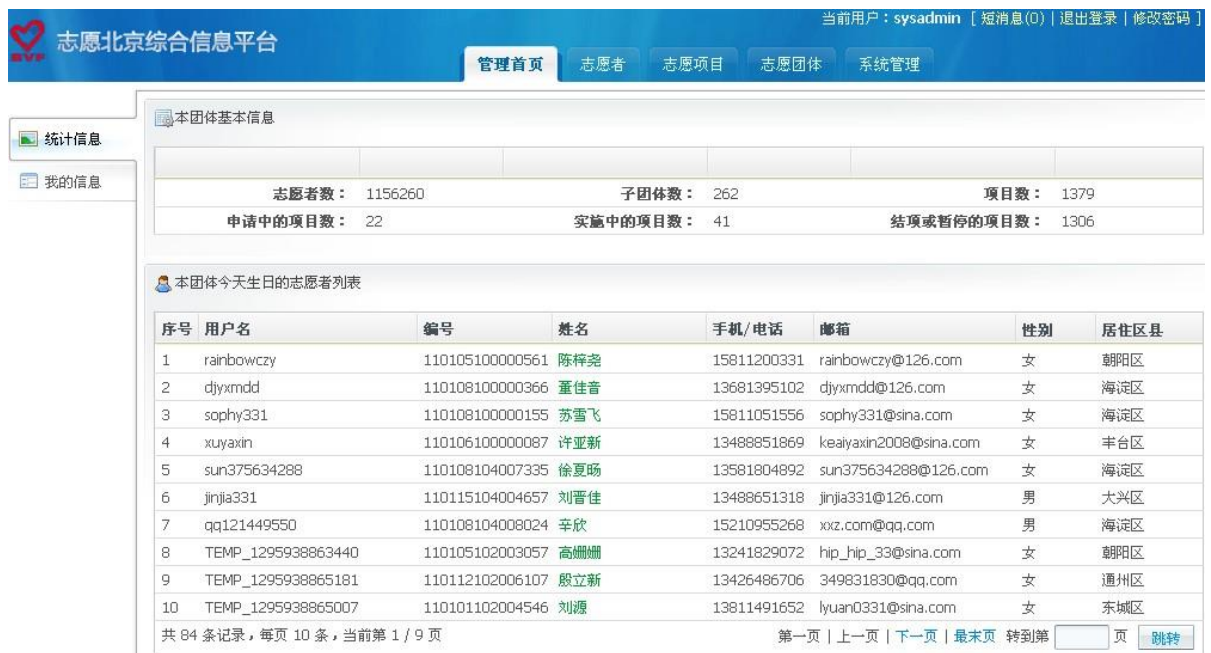 当前用户：sysadmin [ 短消息(0) | 退出登录 | 修改密码 ]
BVP 志愿北京综合信息平台
管理首页 志愿者 志愿项目 志愿团体 系统管理
统计信息
我的信息
本团体基本信息
志愿者数： 1156260 子团体数： 262 项目数： 1379
申请中的项目数： 22 实施中的项目数： 41 结项或暂停的项目数： 1306
本团体今天生日的志愿者列表
序号 用户名 编号 姓名 手机/电话 邮箱 性别 居住区县
1 rainbowczy 110105100000561 陈梓尧 15811200331 rainbowczy@126.com 女 朝阳区
2 djyxmdd 110108100000366 董佳音 13681395102 djyxmdd@126.com 女 海淀区
3 sophy331 110108100000155 苏雪飞 15811051556 sophy331@sina.com 女 海淀区
4 xuyaxin 110106100000087 许亚新 13488851869 keaiyaxin2008@sina.com 女 丰台区
5 sun375634288 110108104007335 徐夏旸 13581804892 sun375634288@126.com 女 海淀区
6 jinjia331 110115104004657 刘晋佳 13488651318 jinjia331@126.com 男 大兴区
7 qq121449550 110108104008024 辛欣 15210955268 xxz.com@qq.com 男 海淀区
8 TEMP_1295938863440 110105102003057 高姗姗 13241829072 hip_hip_33@sina.com 女 朝阳区
9 TEMP_1295938865181 110112102006107 殷立新 13426486706 349831830@qq.com 女 通州区
10 TEMP_1295938865007 110101102004546 刘源 13811491652 lyuan0331@sina.com 女 东城区
共 84 条记录，每页 10 条，当前第 1 / 9 页 第一页 | 上一页 | 下一页 | 最末页 转到第 页 跳转